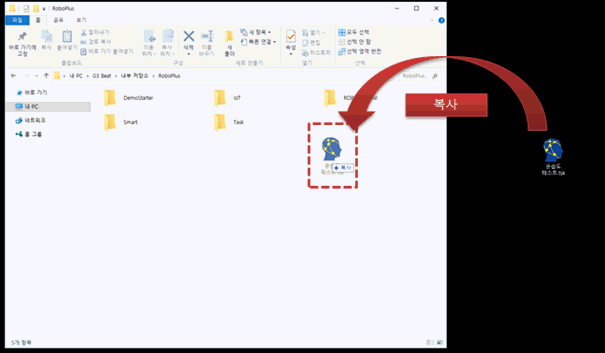 RoboPlus
파일 홈 공유 보기
바로 가기에 고정
복사
붙여넣기
잘라내기
경로 복사
바로 가기 붙여넣기
이동 위치
복사 위치
삭제
이름 바꾸기
새 폴더
새 항목
빠른 연결
속성
열기
편집
히스토리
모두 선택
선택 안 함
선택 영역 반전
클립보드
구성
새로 만들기
열기
선택
내 PC > G3 Beat > 내부 저장소 > RoboPlus
RoboPlus...
바로 가기
내 PC
네트워크
홈 그룹
DemoStarter
IoT
Smart
Task
복사
복사
온습도
테스트.tsk
5개 항목